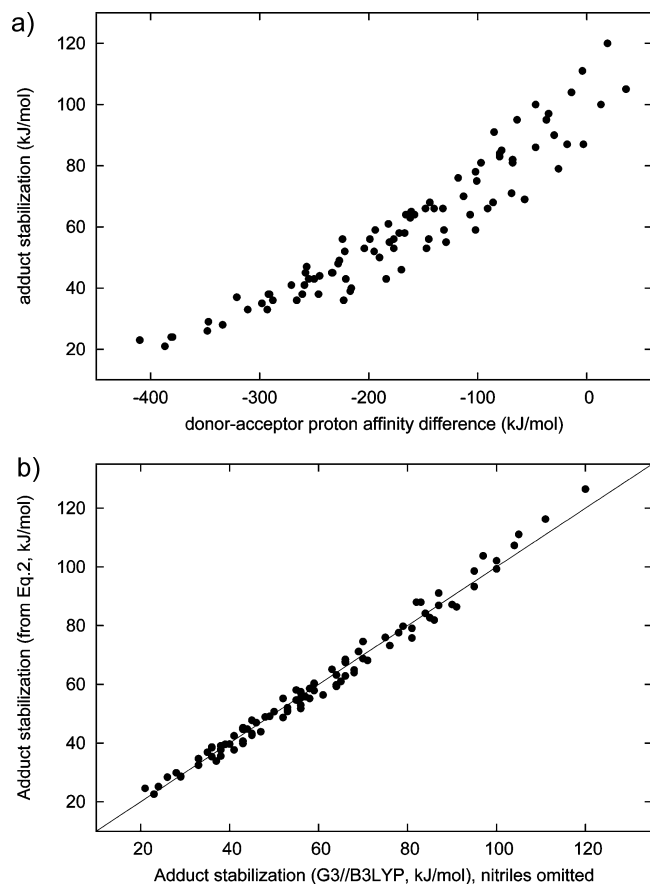 a)
120
100
80
60
40
20
adduct stabilization (kJ/mol)
-400 -300 -200 -100 0
donor-acceptor proton affinity difference (kJ/mol)
b)
120
100
80
60
40
20
Adduct stabilization (from Eq.2, kJ/mol)
20 40 60 80 100 120
Adduct stabilization (G3//B3LYP, kJ/mol), nitriles omitted